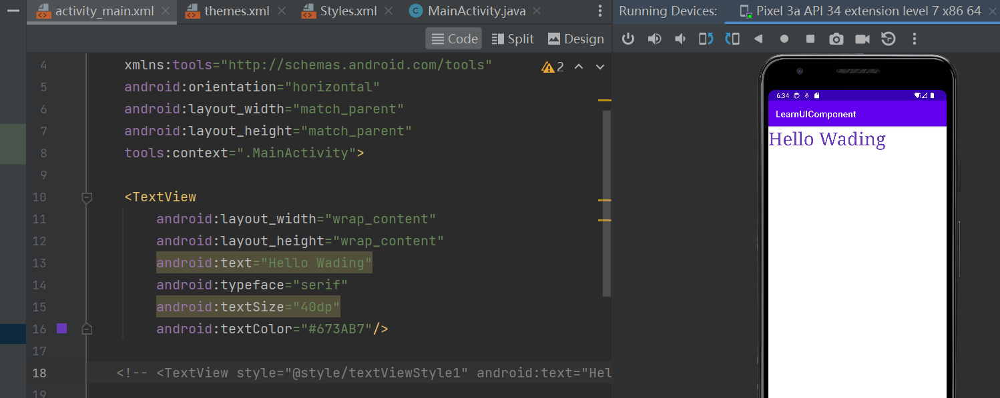 activity_main.xml themes.xml Styles.xml MainActivity.java Running Devices: Pixel 3a API 34 extension level 7 x86 64
Code Split Design
4 xmlns:tools="http://schemas.android.com/tools" 2
5 android:orientation="horizontal"
6 android:layout_width="match_parent"
7 android:layout_height="match_parent"
8 tools:context=".MainActivity">
9
10 <TextView
11 android:layout_width="wrap_content"
12 android:layout_height="wrap_content"
13 android:text="Hello Wading"
14 android:typeface="serif"
15 android:textSize="40dp"
16 android:textColor="#673AB7"/>
17
18 <!-- <TextView style="@style/textViewStyle1" android:text="Hel
19
6:34
LearnUIComponent
Hello Wading